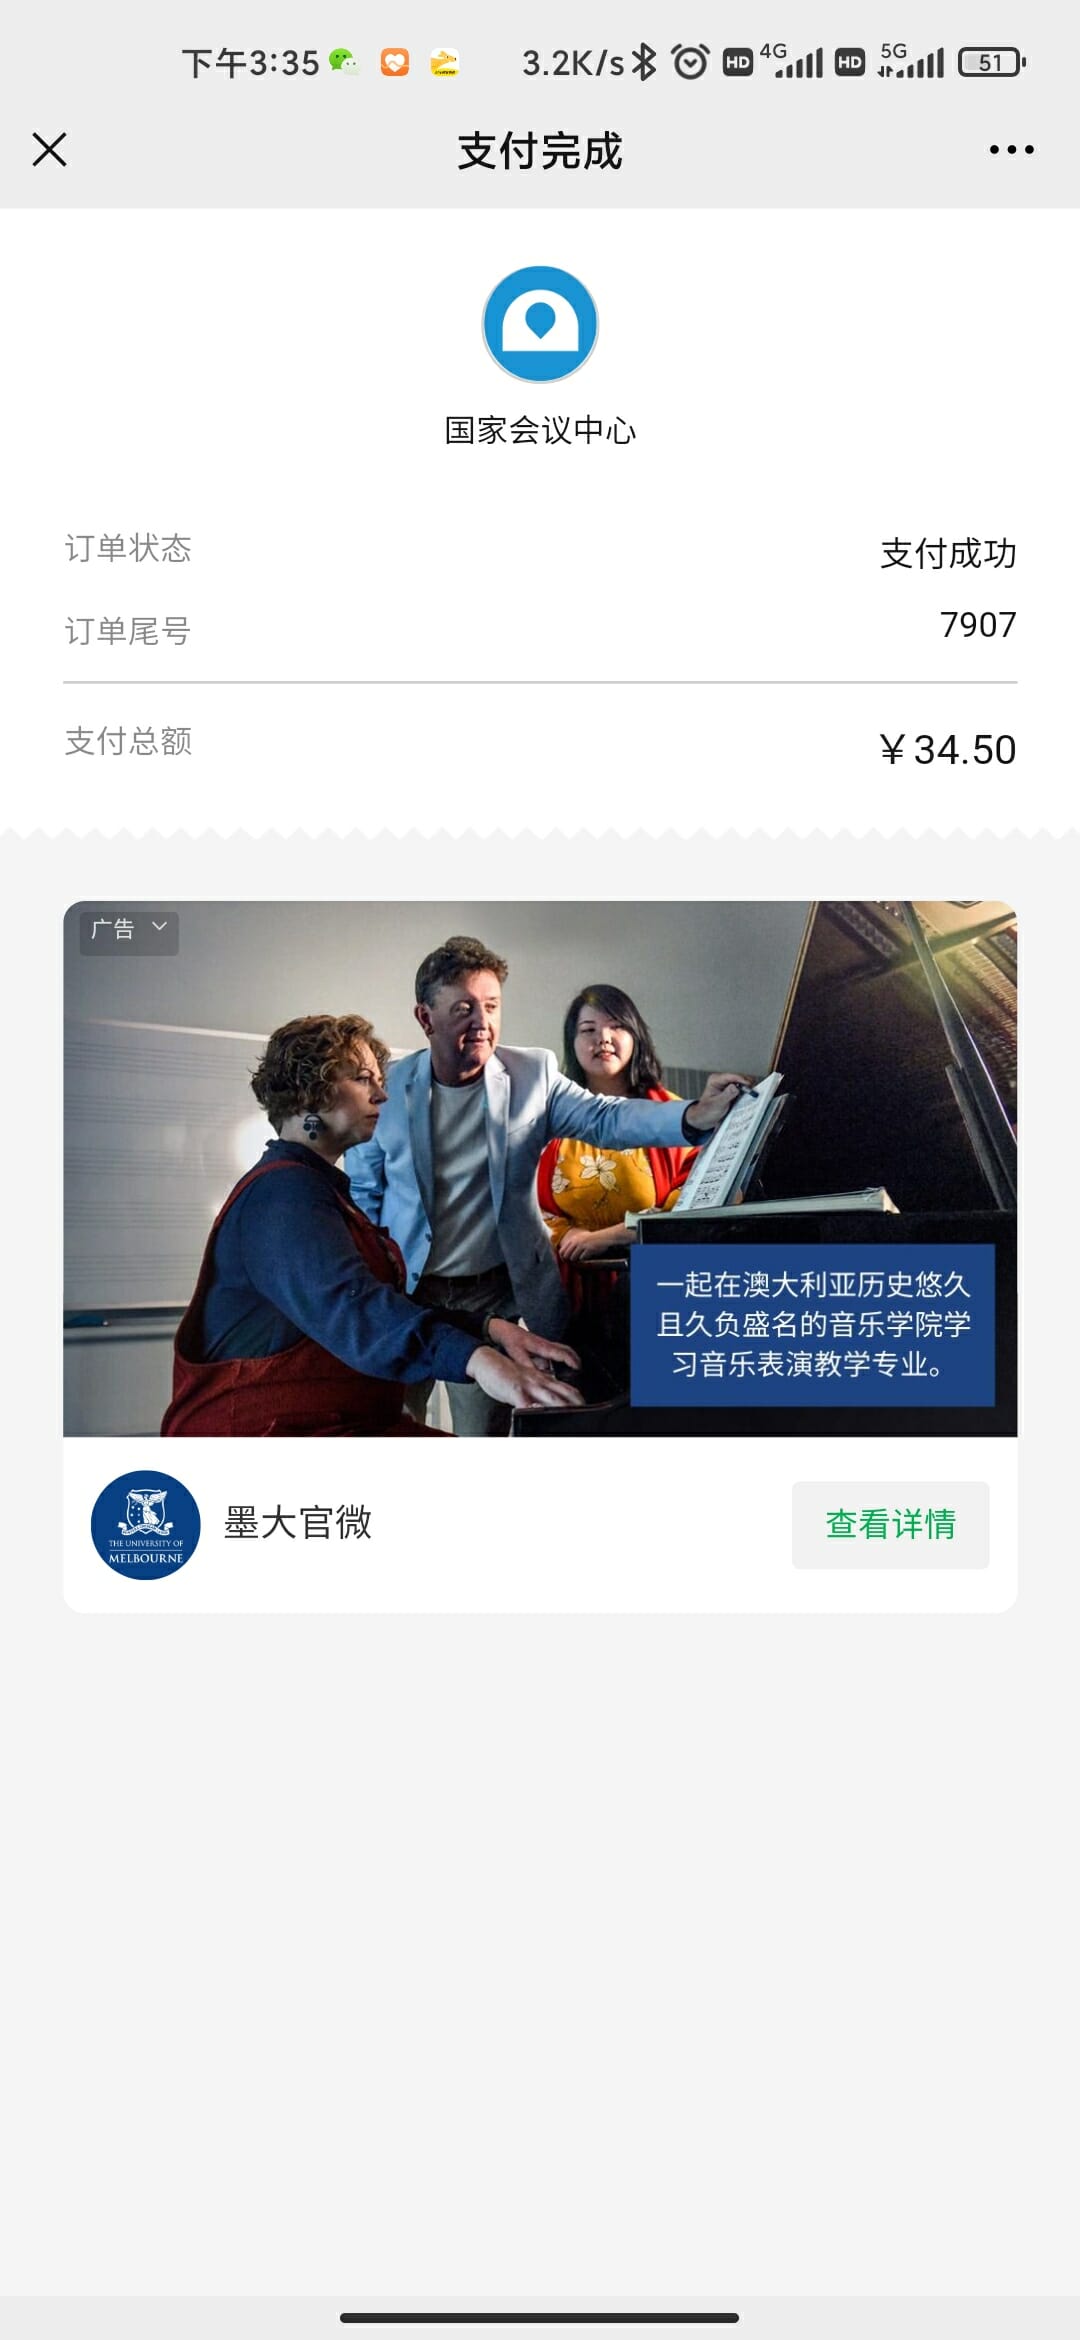 下午3:35
3.2K/s
HD
4G
HD
5G
51
支付完成
国家会议中心
订单状态
支付成功
订单尾号
7907
支付总额
￥34.50
广告
一起在澳大利亚历史悠久
且久负盛名的音乐学院学
习音乐表演教学专业。
THE UNIVERSITY OF
MELBOURNE
墨大官微
查看详情